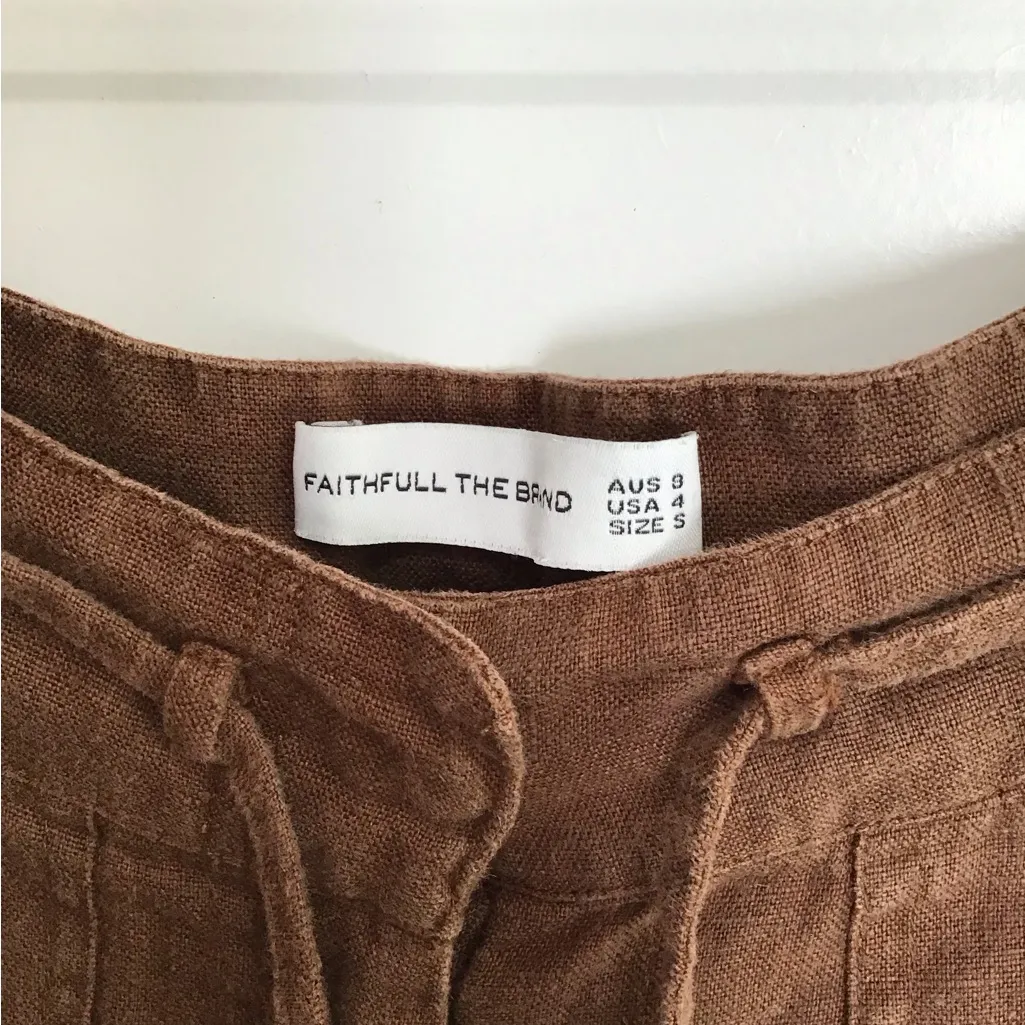 FAITHFULL THE BRAND
AUS 8
USA 4
SIZE S